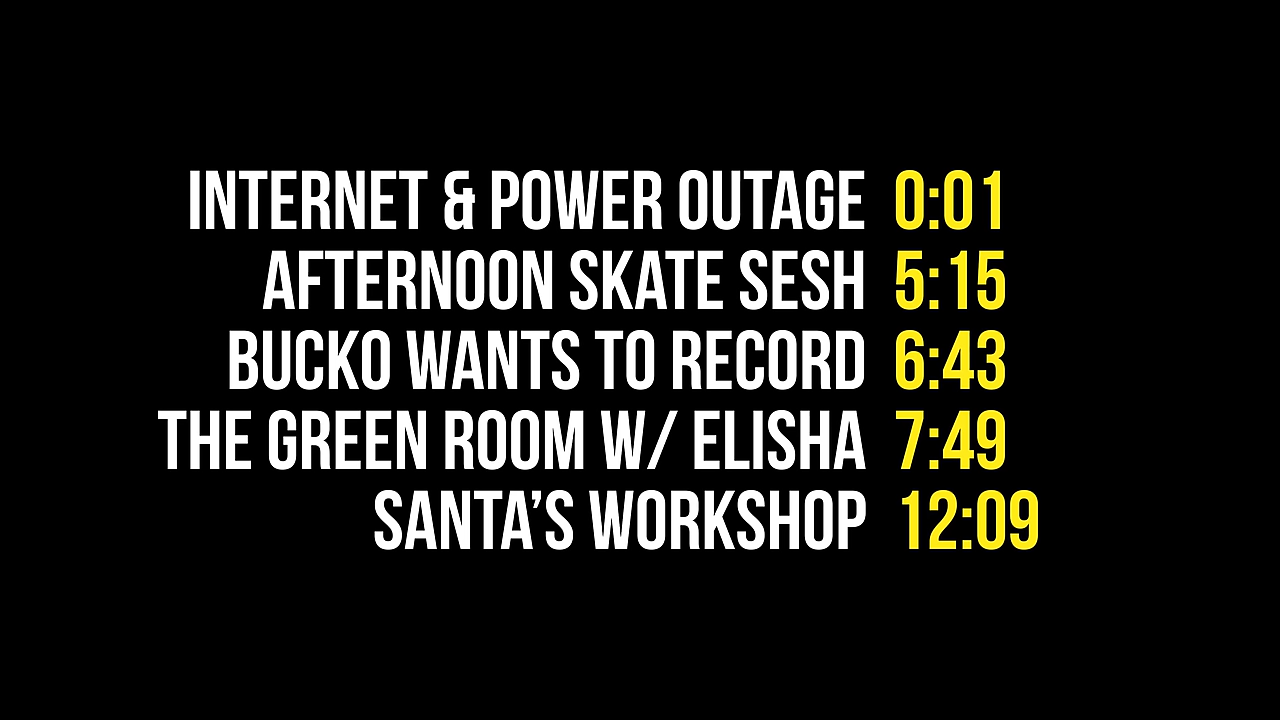 INTERNET & POWER OUTAGE 0:01
AFTERNOON SKATE SESH 5:15
BUCKO WANTS TO RECORD 6:43
THE GREEN ROOM W/ ELISHA 7:49
SANTA’S WORKSHOP 12:09